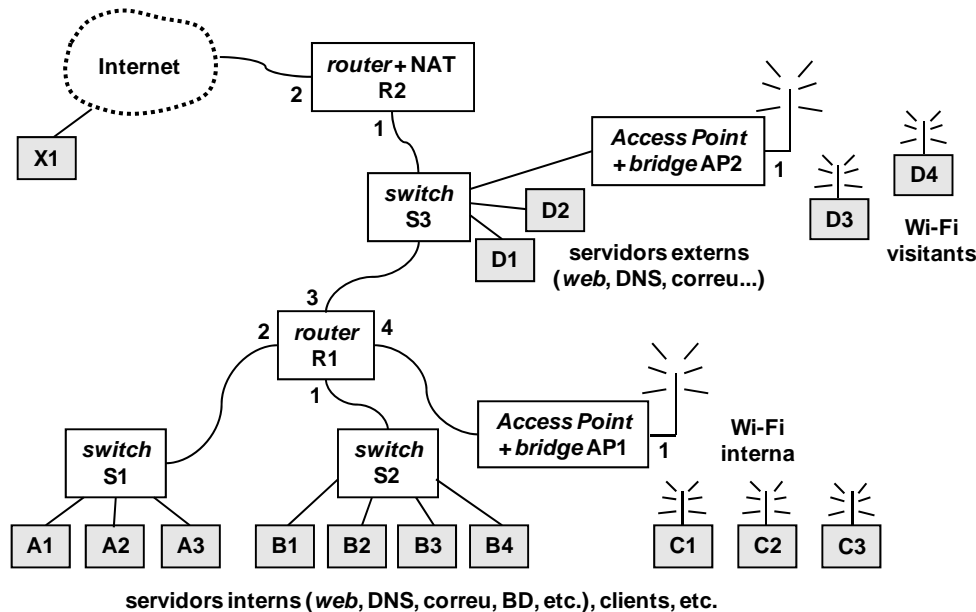 Internet
router + NAT
R2
2
1
X1
Access Point
+ bridge AP2
1
D4
D3
Wi-Fi
visitants
switch
S3
D2
D1
servidors externs
(web, DNS, correu...)
3
2
router
R1
4
1
Access Point
+ bridge AP1
1
Wi-Fi
interna
switch
S1
switch
S2
A1
A2
A3
B1
B2
B3
B4
C1
C2
C3
servidors interns (web, DNS, correu, BD, etc.), clients, etc.